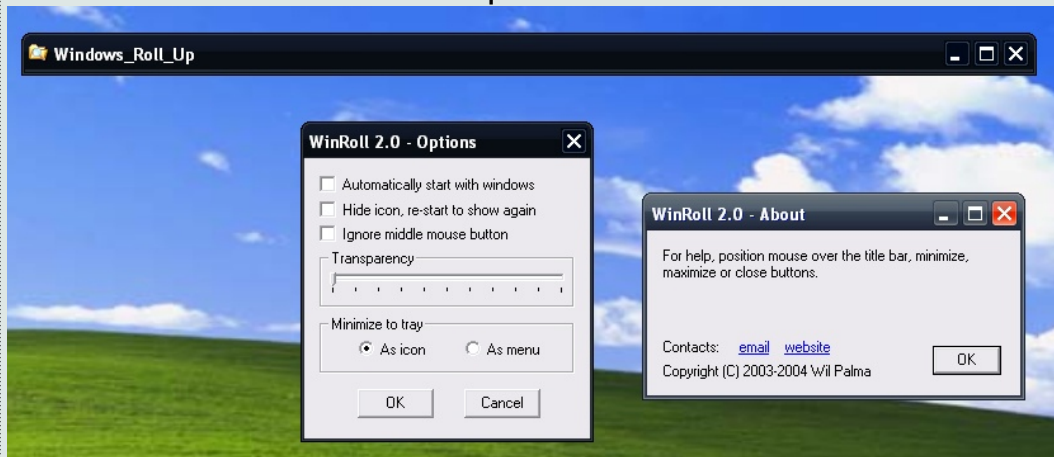 Windows_Roll_Up
WinRoll 2.0 - Options
Automatically start with windows
Hide icon, re-start to show again
Ignore middle mouse button
Transparency
Minimize to tray
As icon
As menu
OK
Cancel
WinRoll 2.0 - About
For help, position mouse over the title bar, minimize,
maximize or close buttons.
Contacts: email website
Copyright (C) 2003-2004 Wil Palma
OK